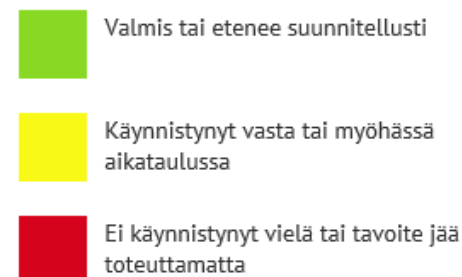 Valmis tai etenee suunnitellusti
Käynnistynyt vasta tai myöhässä
aikataulussa
Ei käynnistynyt vielä tai tavoite jää
toteuttamatta